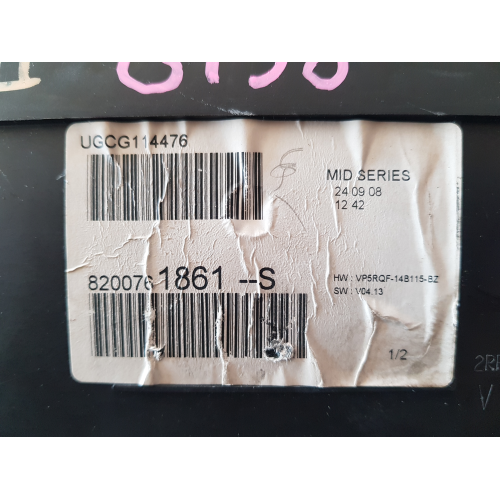 UGCG114476
MID SERIES
24 09 08
12 42
8200761861 --S
HW : VP5RQF-14B115-BZ
SW : V04.13
1/2
V